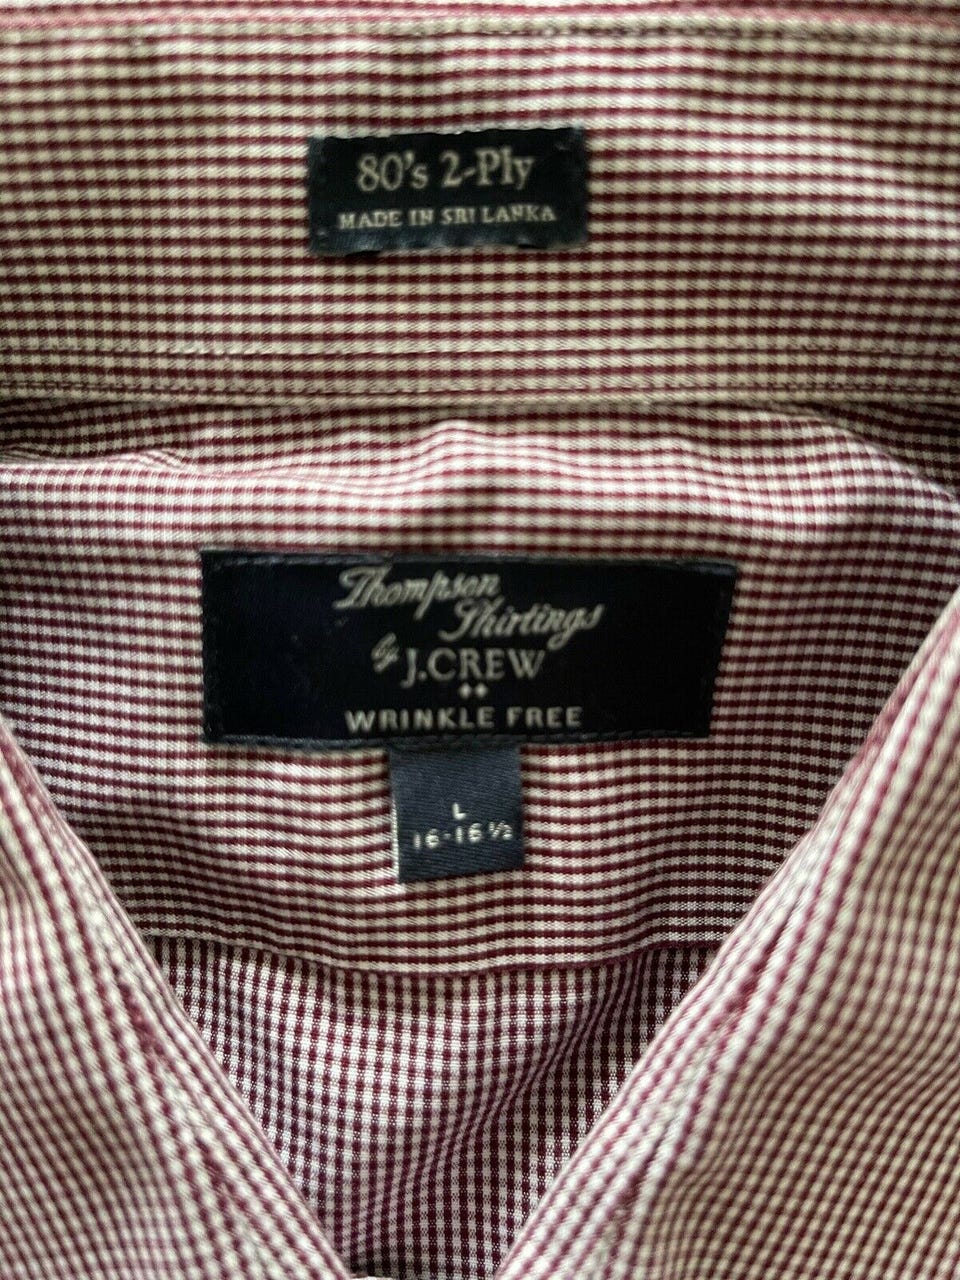 80's 2-Ply
MADE IN SRI LANKA
Thompson
Shirtings
by J.CREW
WRINKLE FREE
L
16-16 ½